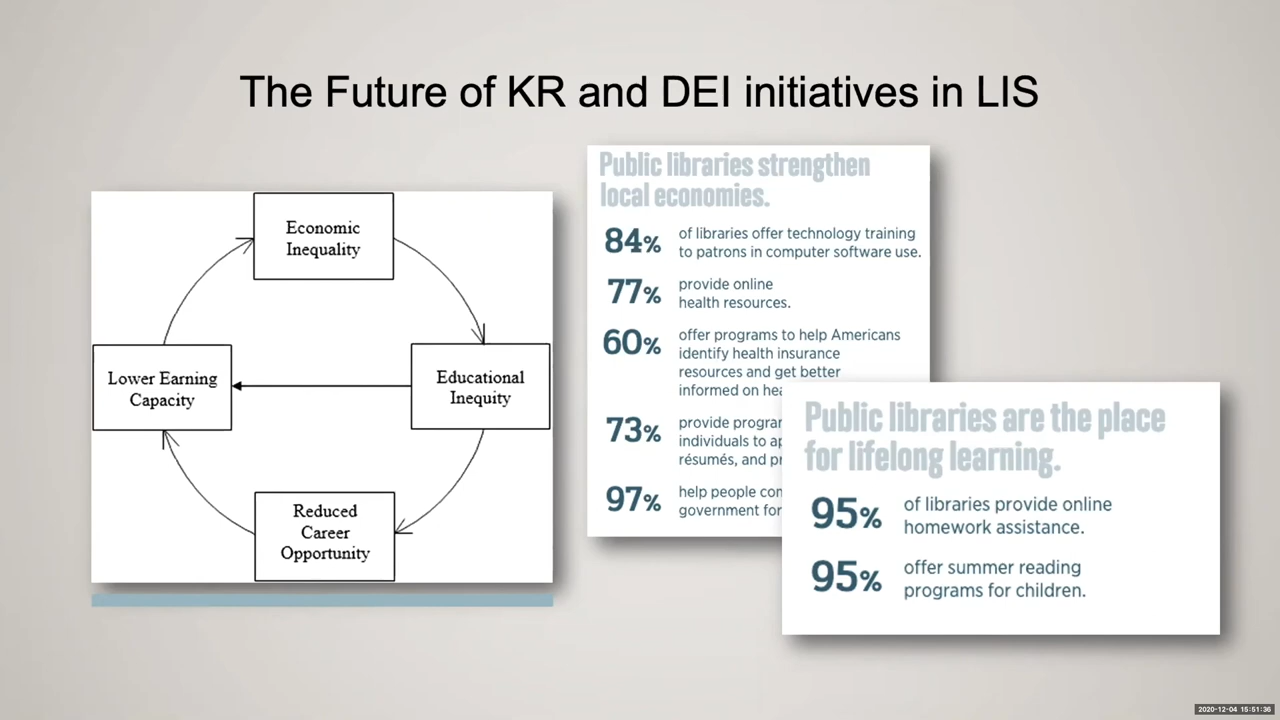 The Future of KR and DEI initiatives in LIS
Economic
Inequality
Lower Earning
Capacity
Educational
Inequity
Reduced
Career
Opportunity
Public libraries strengthen
local economies.
84% of libraries offer technology training
to patrons in computer software use.
77% provide online
health resources.
60% offer programs to help Americans
identify health insurance
resources and get better
informed on
73% provide
individuals to
résumés, and
97% help people
government
Public libraries are the place
for lifelong learning.
95% of libraries provide online
homework assistance.
95% offer summer reading
programs for children.
2020-12-04 15:51:36